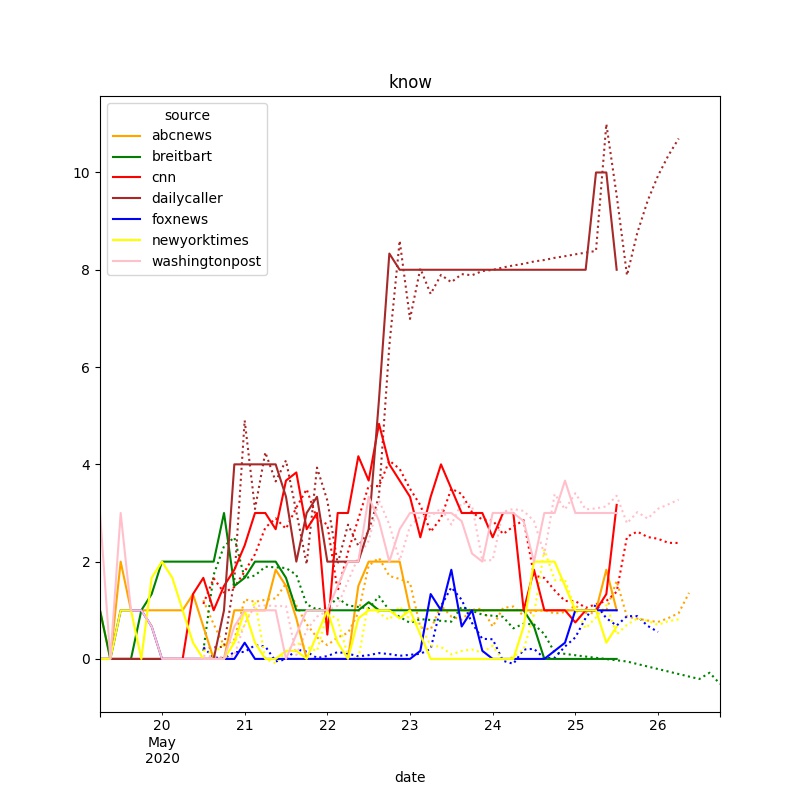 know
source
abcnews
breitbart
cnn
dailycaller
foxnews
newyorktimes
washingtonpost
10
8
6
4
2
0
20 21 22 23 24 25 26
May
2020
date